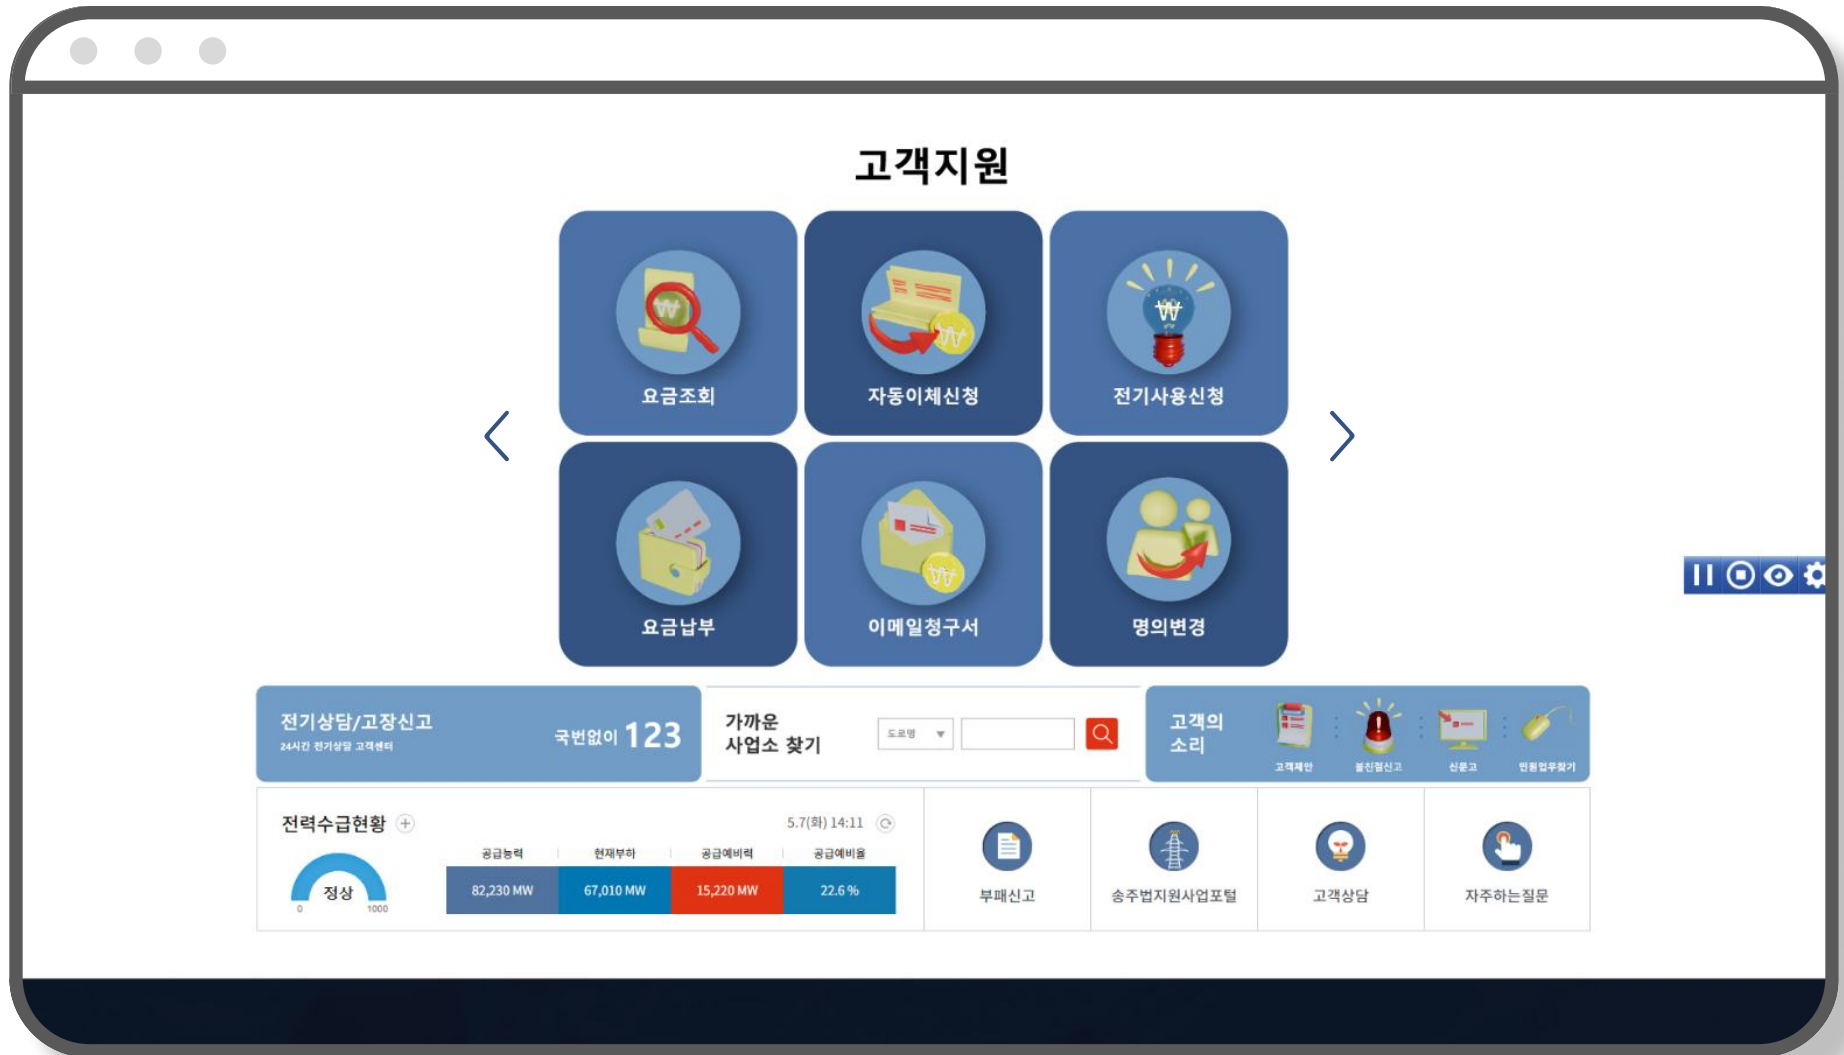 고객지원
요금조회
자동이체신청
전기사용신청
요금납부
이메일청구서
명의변경
전기상담/고장신고
24시간 전기상담 고객센터
국번없이 123
가까운
사업소 찾기
도로명
고객의
소리
고객제안
불친절신고
신문고
민원업무찾기
전력수급현황
5.7(화) 14:11
정상
0
1000
공급능력
현재부하
공급예비력
공급예비율
82,230 MW
67,010 MW
15,220 MW
22.6 %
부패신고
송주법지원사업포털
고객상담
자주하는질문